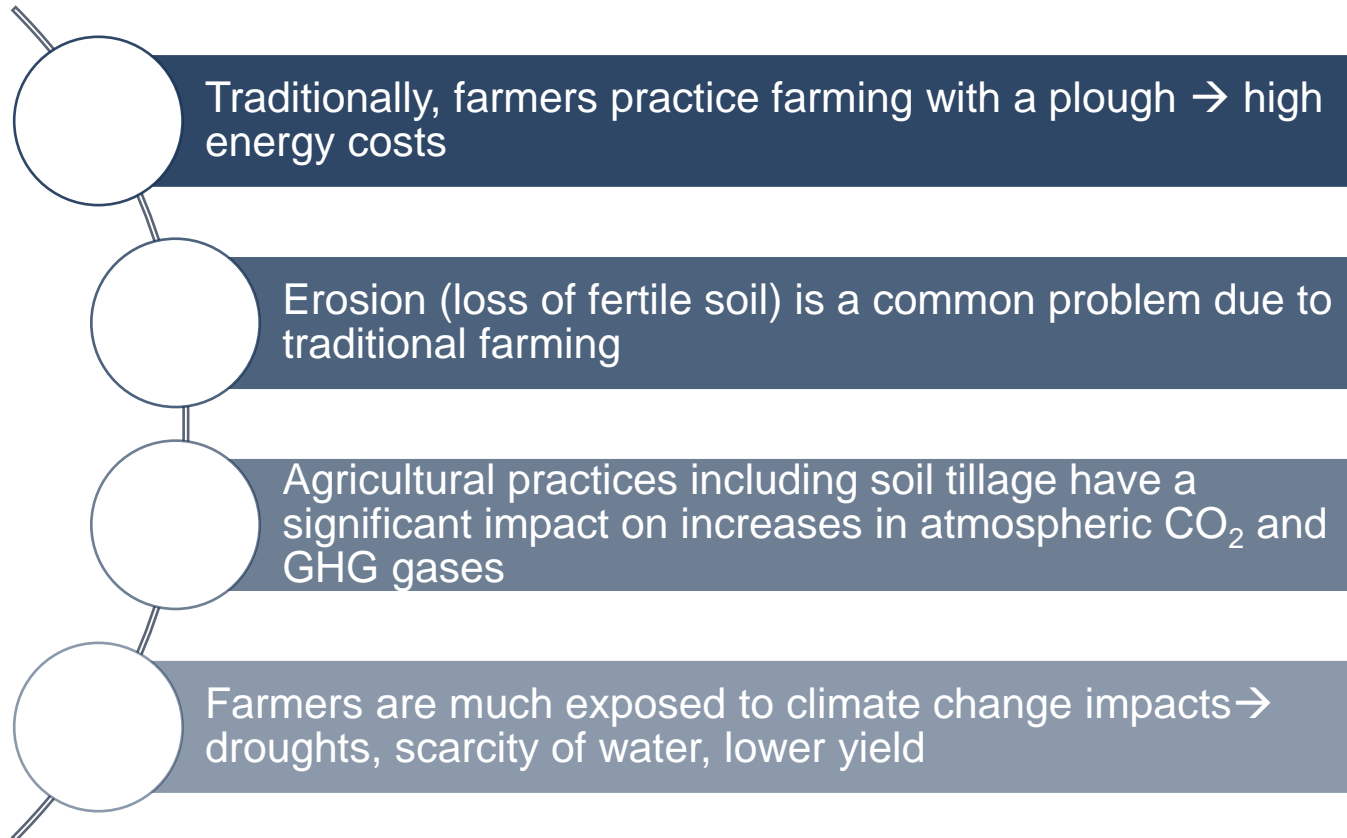 Traditionally, farmers practice farming with a plough → high
energy costs
Erosion (loss of fertile soil) is a common problem due to
traditional farming
Agricultural practices including soil tillage have a
significant impact on increases in atmospheric CO₂ and
GHG gases
Farmers are much exposed to climate change impacts→
droughts, scarcity of water, lower yield